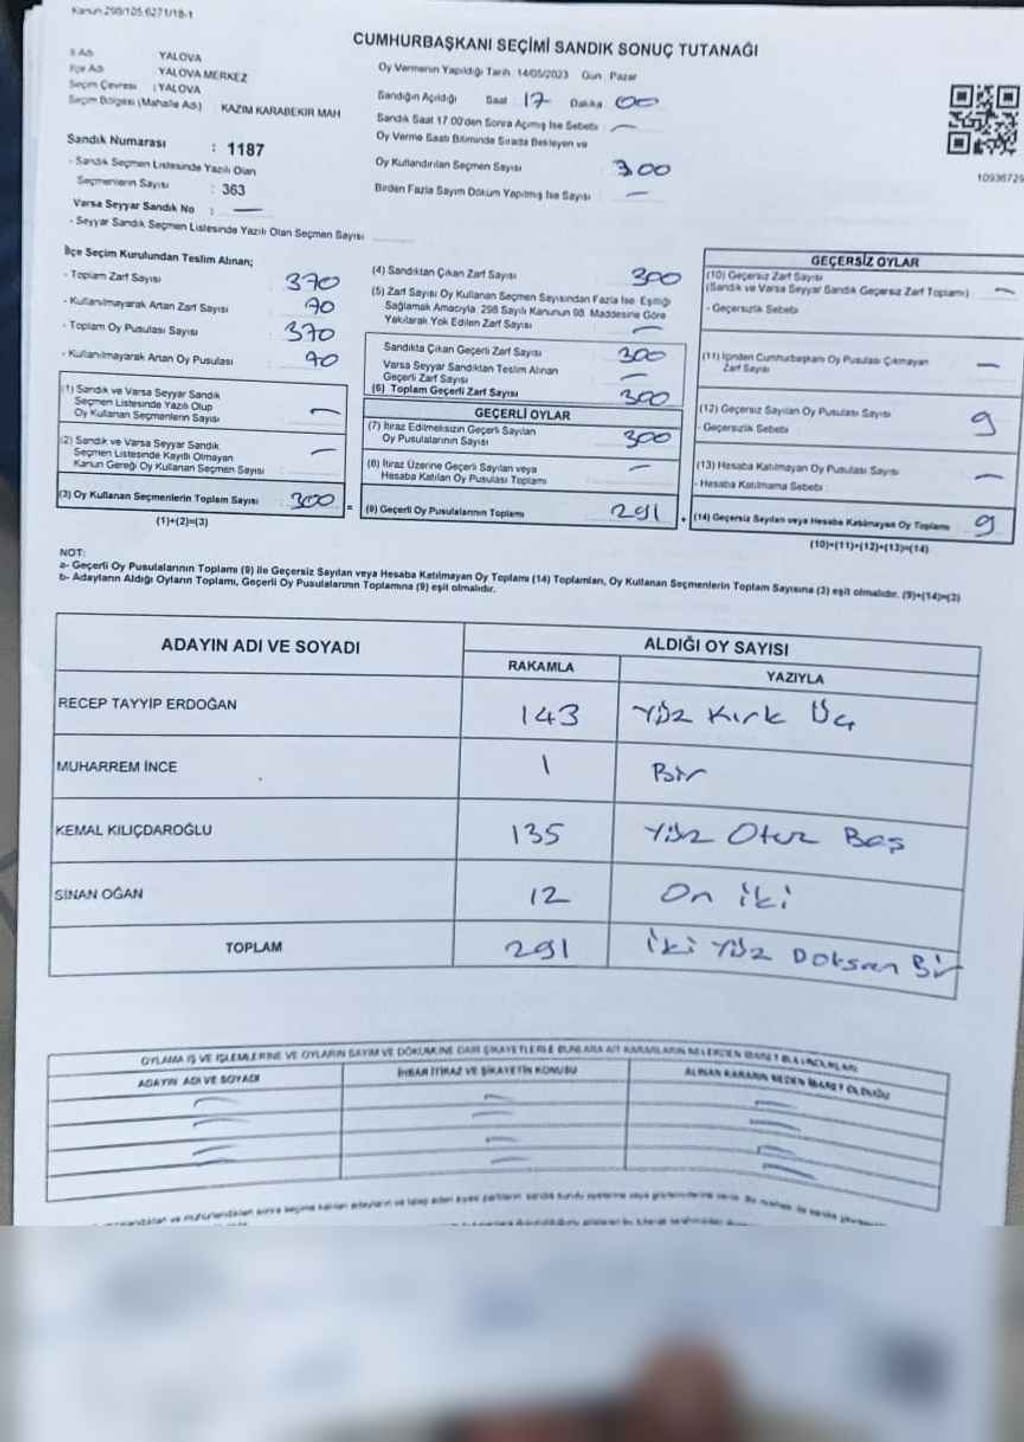 Kanun 298/105,6271/18-1
CUMHURBAŞKANI SEÇİMİ SANDIK SONUÇ TUTANAĞI
İl Adı YALOVA
İlçe Adı YALOVA MERKEZ
Seçim Çevresi : YALOVA
Seçim Bölgesi (Mahalle Adı) KAZIM KARABEKİR MAH
Sandık Numarası : 1187
- Sandık Seçmen Listesinde Yazılı Olan
Seçmenlerin Sayısı : 363
Varsa Seyyar Sandık No : —
- Seyyar Sandık Seçmen Listesinde Yazılı Olan Seçmen Sayısı
Oy Vermenin Yapıldığı Tarih : 14/05/2023 Gün : Pazar
Sandığın Açıldığı Saat : 17 Dakika : 00
Sandık Saat 17.00'den Sonra Açılmış İse Sebebi : —
Oy Verme Saati Bitiminde Sırada Bekleyen ve
Oy Kullandırılan Seçmen Sayısı : 300
Birden Fazla Sayım Döküm Yapılmış İse Sayısı : —
10936729
İlçe Seçim Kurulundan Teslim Alınan;
- Toplam Zarf Sayısı 370
- Kullanılmayarak Artan Zarf Sayısı 70
- Toplam Oy Pusulası Sayısı 370
- Kullanılmayarak Artan Oy Pusulası 70
(1) Sandık ve Varsa Seyyar Sandık
Seçmen Listesinde Yazılı Olup
Oy Kullanan Seçmenlerin Sayısı —
(2) Sandık ve Varsa Seyyar Sandık
Seçmen Listesinde Kayıtlı Olmayan
Kanun Gereği Oy Kullanan Seçmen Sayısı —
(3) Oy Kullanan Seçmenlerin Toplam Sayısı : 300 =
(1)+(2)=(3)
(4) Sandıktan Çıkan Zarf Sayısı 300
(5) Zarf Sayısı Oy Kullanan Seçmen Sayısından Fazla İse, Eşitliği
Sağlamak Amacıyla 298 Sayılı Kanunun 98. Maddesine Göre
Yakılarak Yok Edilen Zarf Sayısı —
Sandıkta Çıkan Geçerli Zarf Sayısı 300
Varsa Seyyar Sandıktan Teslim Alınan
Geçerli Zarf Sayısı —
(6) Toplam Geçerli Zarf Sayısı 300
GEÇERLİ OYLAR
(7) İtiraz Edilmeksizin Geçerli Sayılan
Oy Pusulalarının Sayısı 300
(8) İtiraz Üzerine Geçerli Sayılan veya
Hesaba Katılan Oy Pusulası Toplamı —
(9) Geçerli Oy Pusulalarının Toplamı 291 +
GEÇERSİZ OYLAR
(10) Geçersiz Zarf Sayısı
(Sandık ve Varsa Seyyar Sandık Geçersiz Zarf Toplamı) —
- Geçersizlik Sebebi
(11) İçinden Cumhurbaşkanı Oy Pusulası Çıkmayan
Zarf Sayısı —
(12) Geçersiz Sayılan Oy Pusulası Sayısı 9
- Geçersizlik Sebebi :
(13) Hesaba Katılmayan Oy Pusulası Sayısı —
- Hesaba Katılmama Sebebi :
(14) Geçersiz Sayılan veya Hesaba Katılmayan Oy Toplamı 9
(10)+(11)+(12)+(13)=(14)
NOT:
a- Geçerli Oy Pusulalarının Toplamı (9) ile Geçersiz Sayılan veya Hesaba Katılmayan Oy Toplamı (14) Toplamları, Oy Kullanan Seçmenlerin Toplam Sayısına (3) eşit olmalıdır. (9)+(14)=(3)
b- Adayların Aldığı Oyların Toplamı, Geçerli Oy Pusulalarının Toplamına (9) eşit olmalıdır.
ADAYIN ADI VE SOYADI ALDIĞI OY SAYISI
RAKAMLA YAZIYLA
RECEP TAYYİP ERDOĞAN 143 Yüz Kırk Üç
MUHARREM İNCE 1 Bir
KEMAL KILIÇDAROĞLU 135 Yüz Otuz Beş
SİNAN OĞAN 12 On iki
TOPLAM 291 iki Yüz Doksan Bir
OYLAMA İŞ VE İŞLEMLERİNE VE OYLARIN SAYIM VE DÖKÜMÜNE DAİR ŞİKAYETLERLE BUNLARA AİT KARARLARIN NELERDEN İBARET BULUNDUKLARI
ADAYIN ADI VE SOYADI İHBAR İTİRAZ VE ŞİKAYETİN KONUSU ALINAN KARARIN NEDEN İBARET OLDUĞU